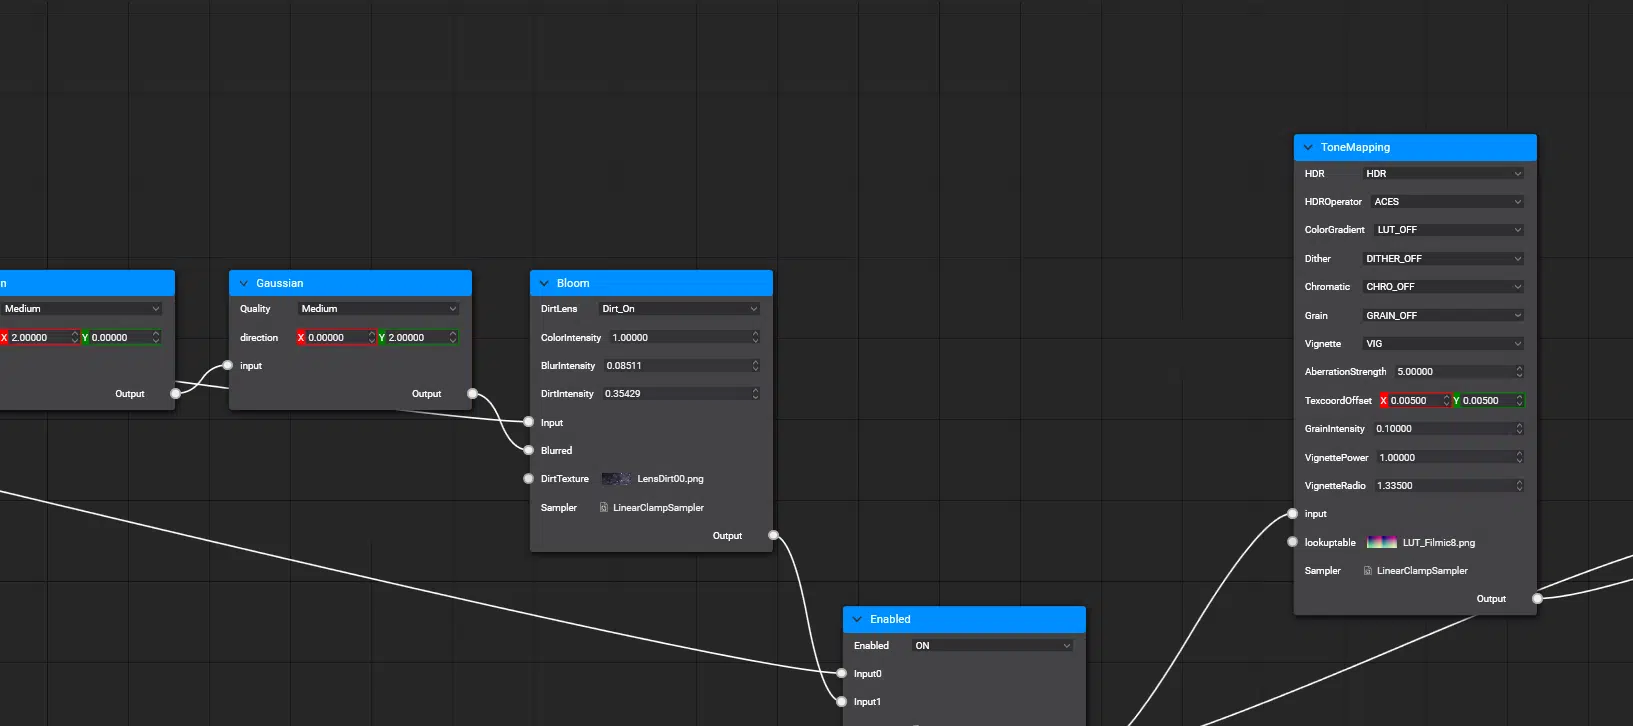 n
Medium
X 2.00000 Y 0.00000
Output
Gaussian
Quality Medium
direction X 0.00000 Y 2.00000
input
Output
Bloom
DirtLens Dirt_On
ColorIntensity 1.00000
BlurIntensity 0.08511
DirtIntensity 0.35429
Input
Blurred
DirtTexture LensDirt00.png
Sampler LinearClampSampler
Output
Enabled
Enabled ON
Input0
Input1
ToneMapping
HDR HDR
HDROperator ACES
ColorGradient LUT_OFF
Dither DITHER_OFF
Chromatic CHRO_OFF
Grain GRAIN_OFF
Vignette VIG
AberrationStrength 5.00000
TexcoordOffset X 0.00500 Y 0.00500
GrainIntensity 0.10000
VignettePower 1.00000
VignetteRadio 1.33500
input
lookuptable LUT_Filmic8.png
Sampler LinearClampSampler
Output